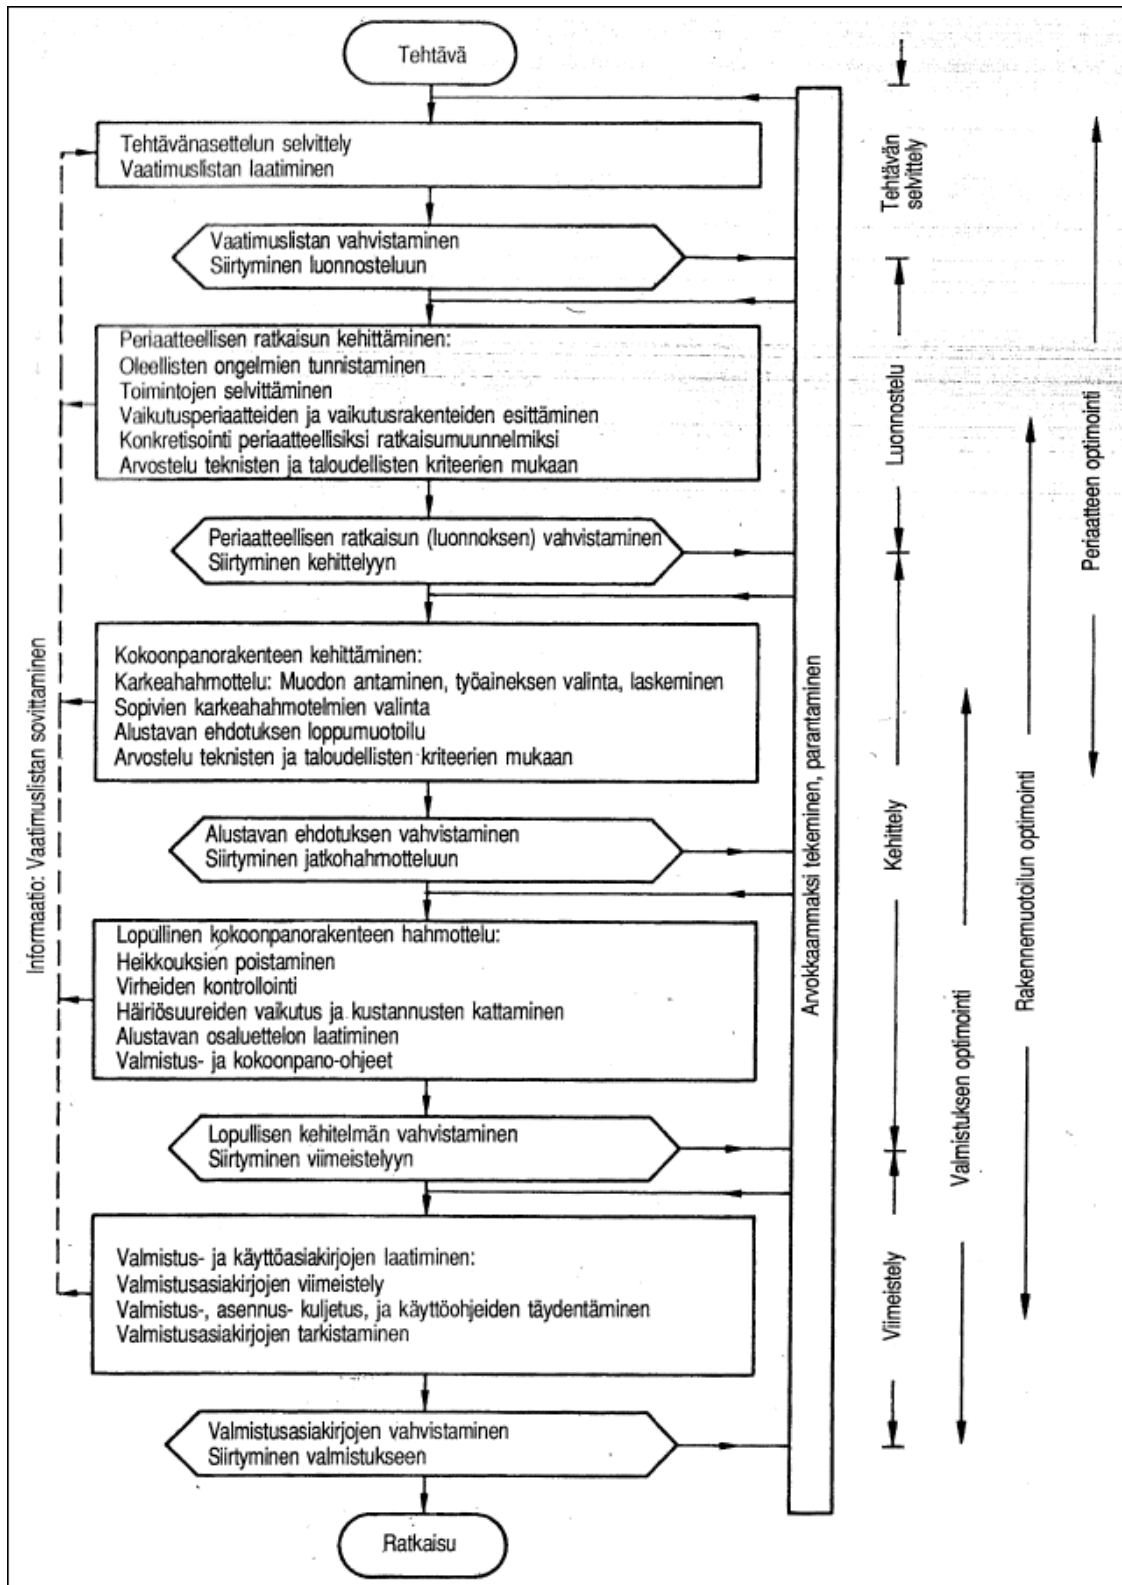 Tehtävä
Tehtävänasettelun selvittely
Vaatimuslistan laatiminen
Vaatimuslistan vahvistaminen
Siirtyminen luonnosteluun
Periaatteellisen ratkaisun kehittäminen:
Oleellisten ongelmien tunnistaminen
Toimintojen selvittäminen
Vaikutusperiaatteiden ja vaikutusrakenteiden esittäminen
Konkretisointi periaatteellisiksi ratkaisumuunnelmiksi
Arvostelu teknisten ja taloudellisten kriteerien mukaan
Periaatteellisen ratkaisun (luonnoksen) vahvistaminen
Siirtyminen kehittelyyn
Kokoonpanorakenteen kehittäminen:
Karkeahahmottelu: Muodon antaminen, työaineksen valinta, laskeminen
Sopivien karkeahahmotelmien valinta
Alustavan ehdotuksen loppumuotoilu
Arvostelu teknisten ja taloudellisten kriteerien mukaan
Alustavan ehdotuksen vahvistaminen
Siirtyminen jatkohahmotteluun
Lopullinen kokoonpanorakenteen hahmottelu:
Heikkouksien poistaminen
Virheiden kontrollointi
Häiriösuureiden vaikutus ja kustannusten kattaminen
Alustavan osaluettelon laatiminen
Valmistus- ja kokoonpano-ohjeet
Lopullisen kehitelmän vahvistaminen
Siirtyminen viimeistelyyn
Valmistus- ja käyttöasiakirjojen laatiminen:
Valmistusasiakirjojen viimeistely
Valmistus-, asennus- kuljetus, ja käyttöohjeiden täydentäminen
Valmistusasiakirjojen tarkistaminen
Valmistusasiakirjojen vahvistaminen
Siirtyminen valmistukseen
Ratkaisu
Informaatio: Vaatimuslistan sovittaminen
Arvokkaammaksi tekeminen, parantaminen
Tehtävän
selvittely
Luonnostelu
Kehittely
Viimeistely
Valmistuksen optimointi
Rakennemuotoilun optimointi
Periaatteen optimointi